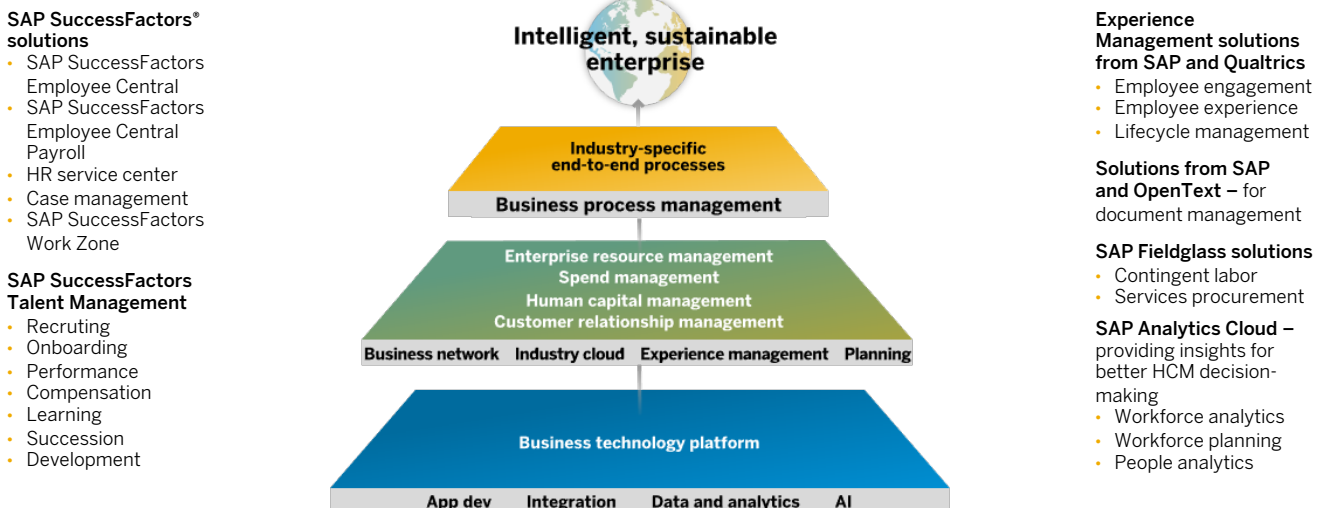 SAP SuccessFactors®
solutions
• SAP SuccessFactors
Employee Central
• SAP SuccessFactors
Employee Central
Payroll
• HR service center
• Case management
• SAP SuccessFactors
Work Zone
SAP SuccessFactors
Talent Management
• Recruting
• Onboarding
• Performance
• Compensation
• Learning
• Succession
• Development
Intelligent, sustainable
enterprise
Industry-specific
end-to-end processes
Business process management
Enterprise resource management
Spend management
Human capital management
Customer relationship management
Business network Industry cloud Experience management Planning
Business technology platform
App dev Integration Data and analytics AI
Experience
Management solutions
from SAP and Qualtrics
• Employee engagement
• Employee experience
• Lifecycle management
Solutions from SAP
and OpenText – for
document management
SAP Fieldglass solutions
• Contingent labor
• Services procurement
SAP Analytics Cloud –
providing insights for
better HCM decision-
making
• Workforce analytics
• Workforce planning
• People analytics